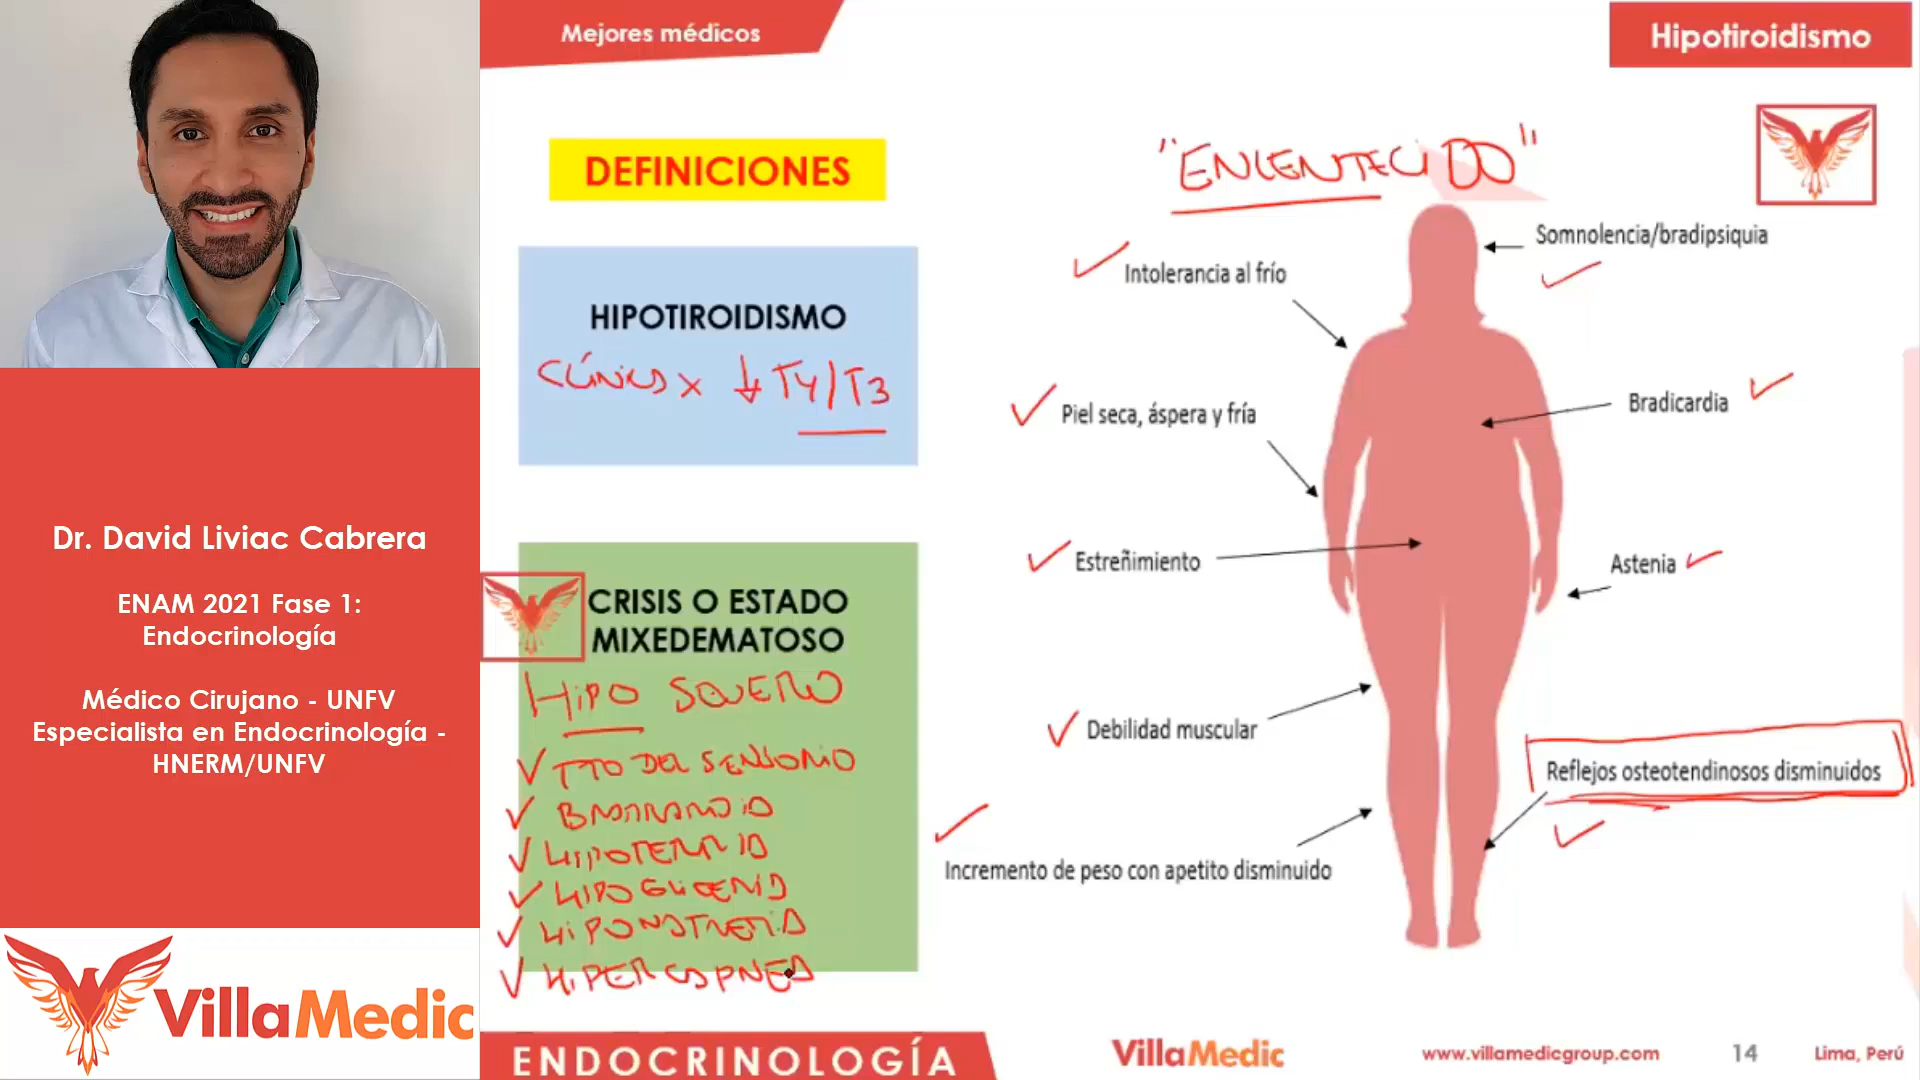 Mejores médicos
Hipotiroidismo
DEFINICIONES
"ENLENTECIDO"
HIPOTIROIDISMO
CLÍNICA x ↓ T4/T3
CRISIS O ESTADO
MIXEDEMATOSO
HIPO SEVERO
✓ TTO DEL SENSORIO
✓ BRADICARDIA
✓ HIPOTERMIA
✓ HIPOGLICEMIA
✓ HIPONATREMIA
✓ HIPERCAPNEA
Somnolencia/bradipsiquia
Intolerancia al frío
Bradicardia
Piel seca, áspera y fría
Estreñimiento
Astenia
Debilidad muscular
Reflejos osteotendinosos disminuidos
Incremento de peso con apetito disminuido
Dr. David Liviac Cabrera
ENAM 2021 Fase 1:
Endocrinología
Médico Cirujano - UNFV
Especialista en Endocrinología -
HNERM/UNFV
VillaMedic
ENDOCRINOLOGÍA
VillaMedic
www.villamedicgroup.com
14
Lima, Perú